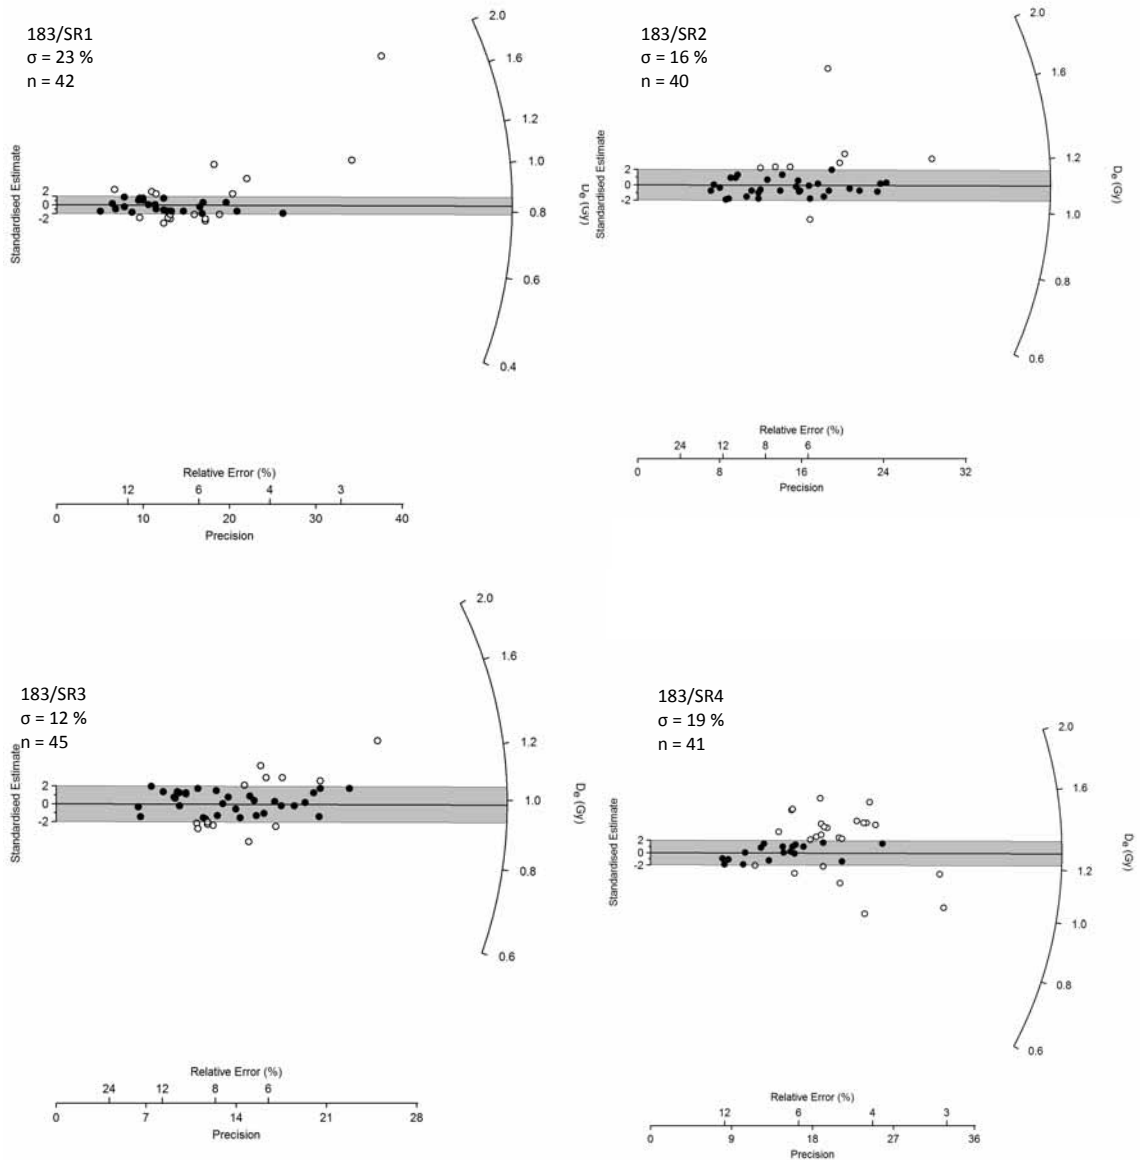 183/SR1
σ = 23 %
n = 42
Standardised Estimate
2
0
-2
2.0
1.6
1.2
1.0
0.8
0.6
0.4
Dₑ (Gy)
Relative Error (%)
12 6 4 3
0 10 20 30 40
Precision
183/SR2
σ = 16 %
n = 40
Standardised Estimate
2
0
-2
2.0
1.6
1.2
1.0
0.8
0.6
Dₑ (Gy)
Relative Error (%)
24 12 8 6
0 8 16 24 32
Precision
183/SR3
σ = 12 %
n = 45
Standardised Estimate
2
0
-2
2.0
1.6
1.2
1.0
0.8
0.6
Dₑ (Gy)
Relative Error (%)
24 12 8 6
0 7 14 21 28
Precision
183/SR4
σ = 19 %
n = 41
Standardised Estimate
2
0
-2
2.0
1.6
1.2
1.0
0.8
0.6
Dₑ (Gy)
Relative Error (%)
12 6 4 3
0 9 18 27 36
Precision